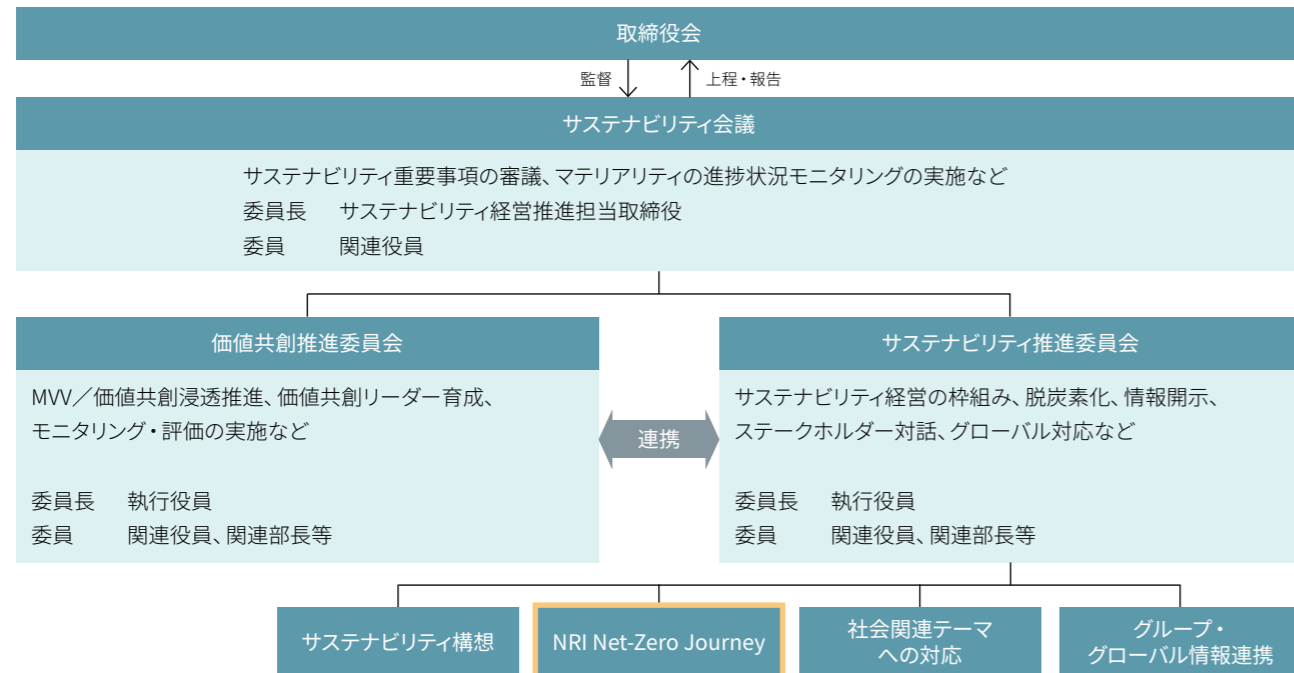 取締役会
監督
上程・報告
サステナビリティ会議
サステナビリティ重要事項の審議、マテリアリティの進捗状況モニタリングの実施など
委員長 サステナビリティ経営推進担当取締役
委員 関連役員
価値共創推進委員会
MVV／価値共創浸透推進、価値共創リーダー育成、
モニタリング・評価の実施など
委員長 執行役員
委員 関連役員、関連部長等
連携
サステナビリティ推進委員会
サステナビリティ経営の枠組み、脱炭素化、情報開示、
ステークホルダー対話、グローバル対応など
委員長 執行役員
委員 関連役員、関連部長等
サステナビリティ構想
NRI Net-Zero Journey
社会関連テーマ
への対応
グループ・
グローバル情報連携